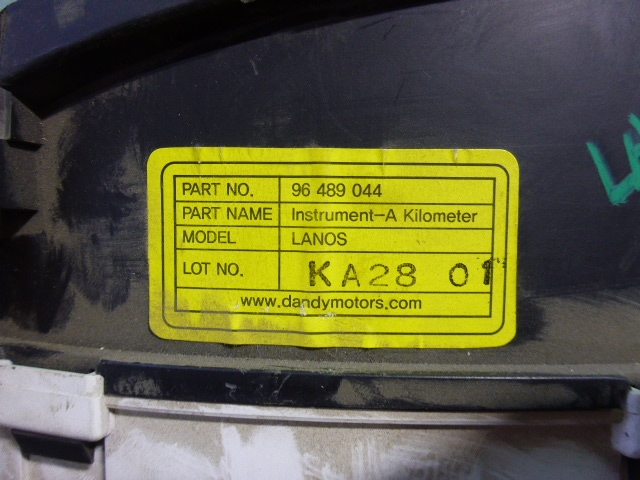 PART NO. 96 489 044
PART NAME Instrument-A Kilometer
MODEL LANOS
LOT NO. KA28 01
www.dandymotors.com